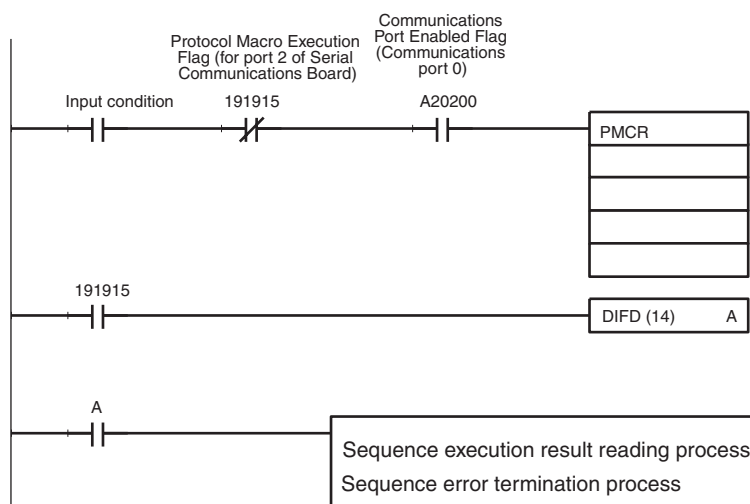 Communications
Port Enabled Flag
(Communications
port 0)
Protocol Macro Execution
Flag (for port 2 of Serial
Communications Board)
Input condition
191915
A20200
PMCR
191915
DIFD (14) A
A
Sequence execution result reading process
Sequence error termination process